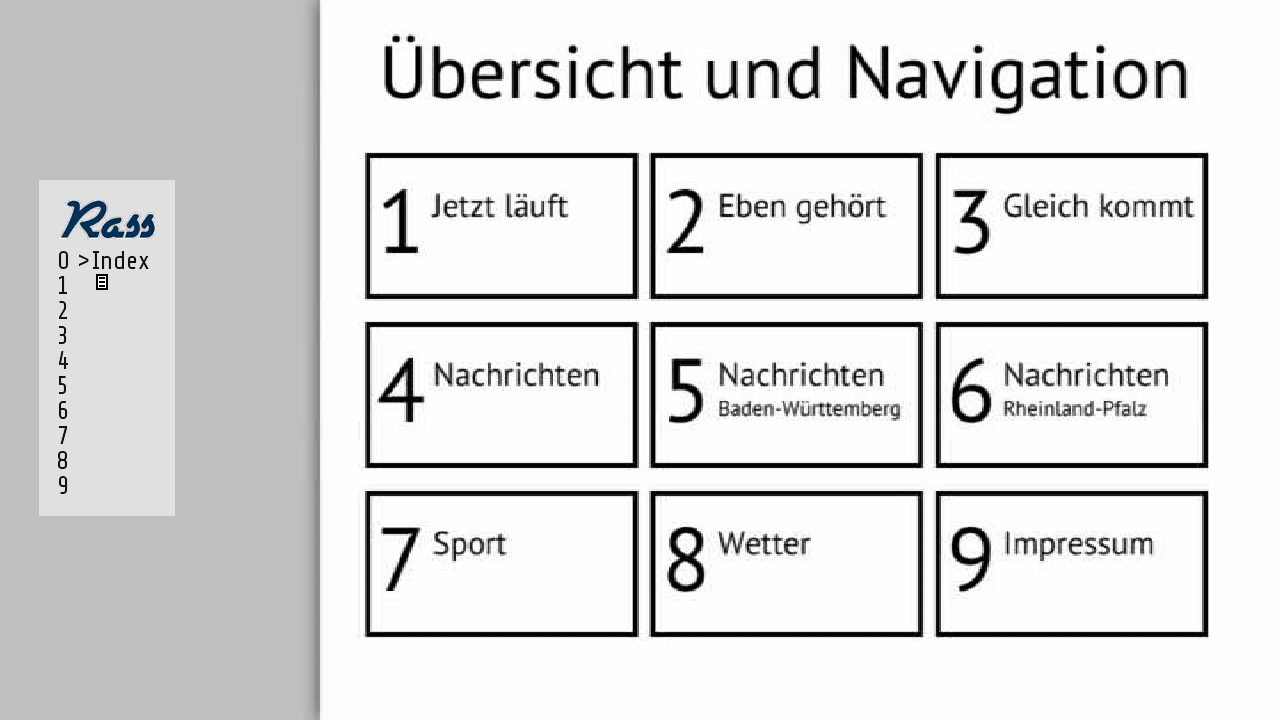 Rass
0 >Index
1
2
3
4
5
6
7
8
9
Übersicht und Navigation
1 Jetzt läuft
2 Eben gehört
3 Gleich kommt
4 Nachrichten
5 Nachrichten
Baden-Württemberg
6 Nachrichten
Rheinland-Pfalz
7 Sport
8 Wetter
9 Impressum